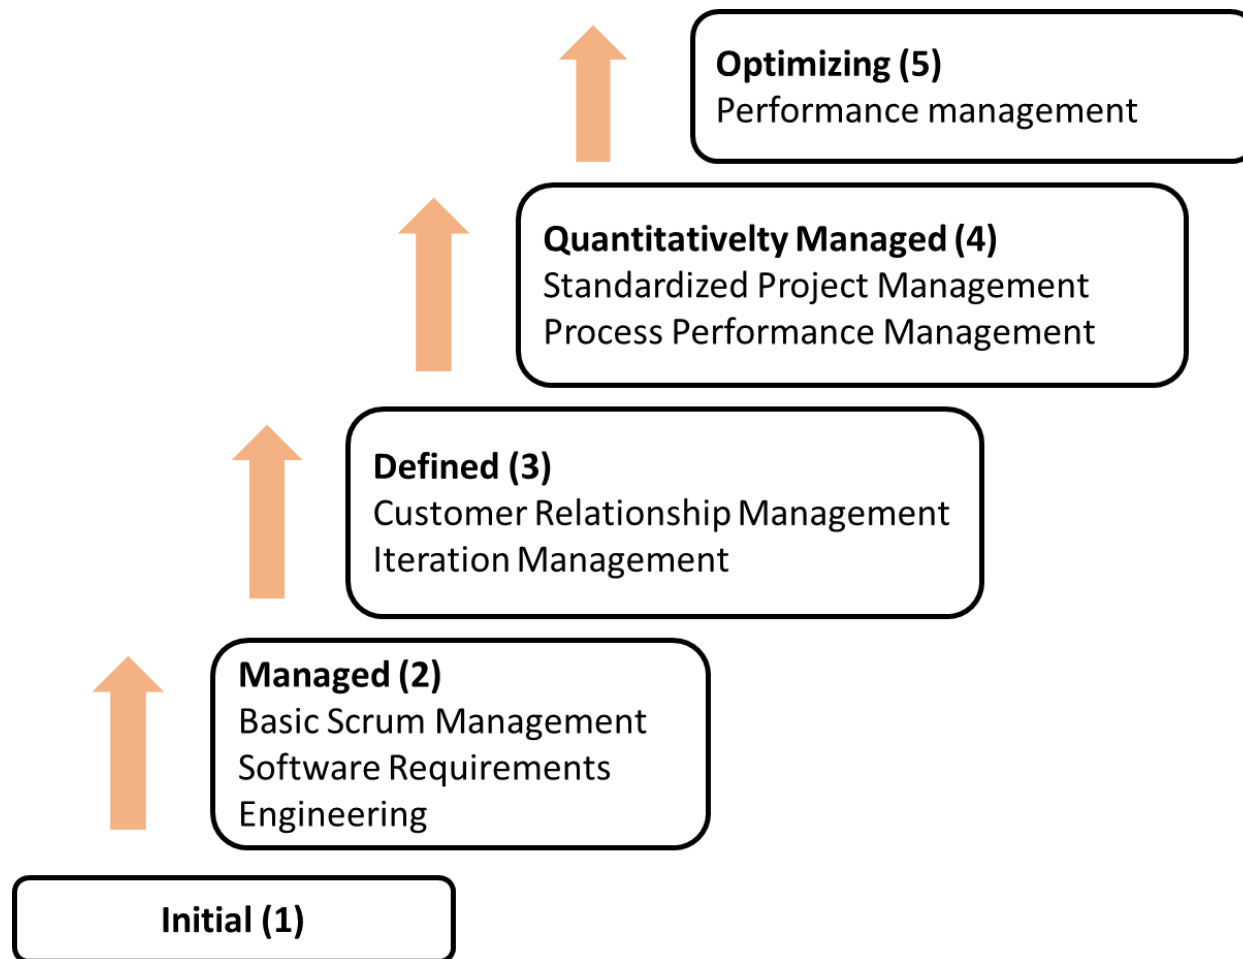 Optimizing (5)
Performance management
Quantitativelty Managed (4)
Standardized Project Management
Process Performance Management
Defined (3)
Customer Relationship Management
Iteration Management
Managed (2)
Basic Scrum Management
Software Requirements
Engineering
Initial (1)